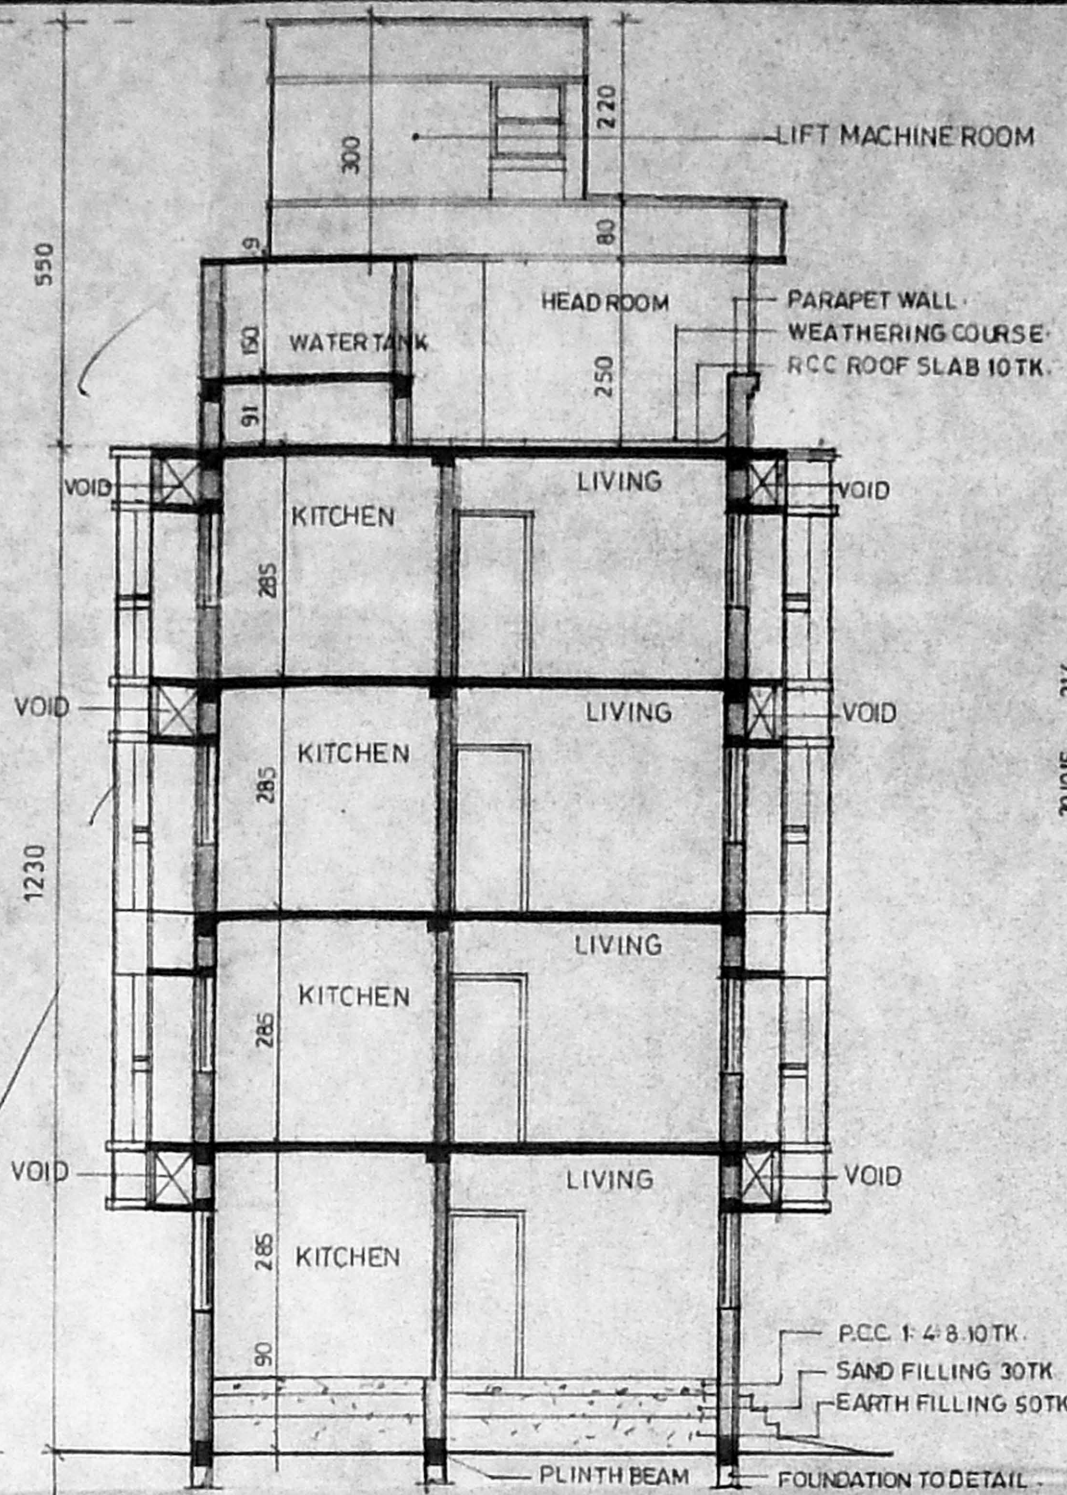 220
LIFT MACHINE ROOM
300
550
9
80
HEADROOM
PARAPET WALL
150
WATER TANK
WEATHERING COURSE
RCC ROOF SLAB 10TK.
250
91
LIVING
VOID
VOID
KITCHEN
285
VOID
LIVING
VOID
KITCHEN
285
1230
LIVING
KITCHEN
285
VOID
LIVING
VOID
KITCHEN
285
P.C.C. 1:4:8.10TK.
90
SAND FILLING 30TK
EARTH FILLING 50TK
PLINTH BEAM
FOUNDATION TO DETAIL.